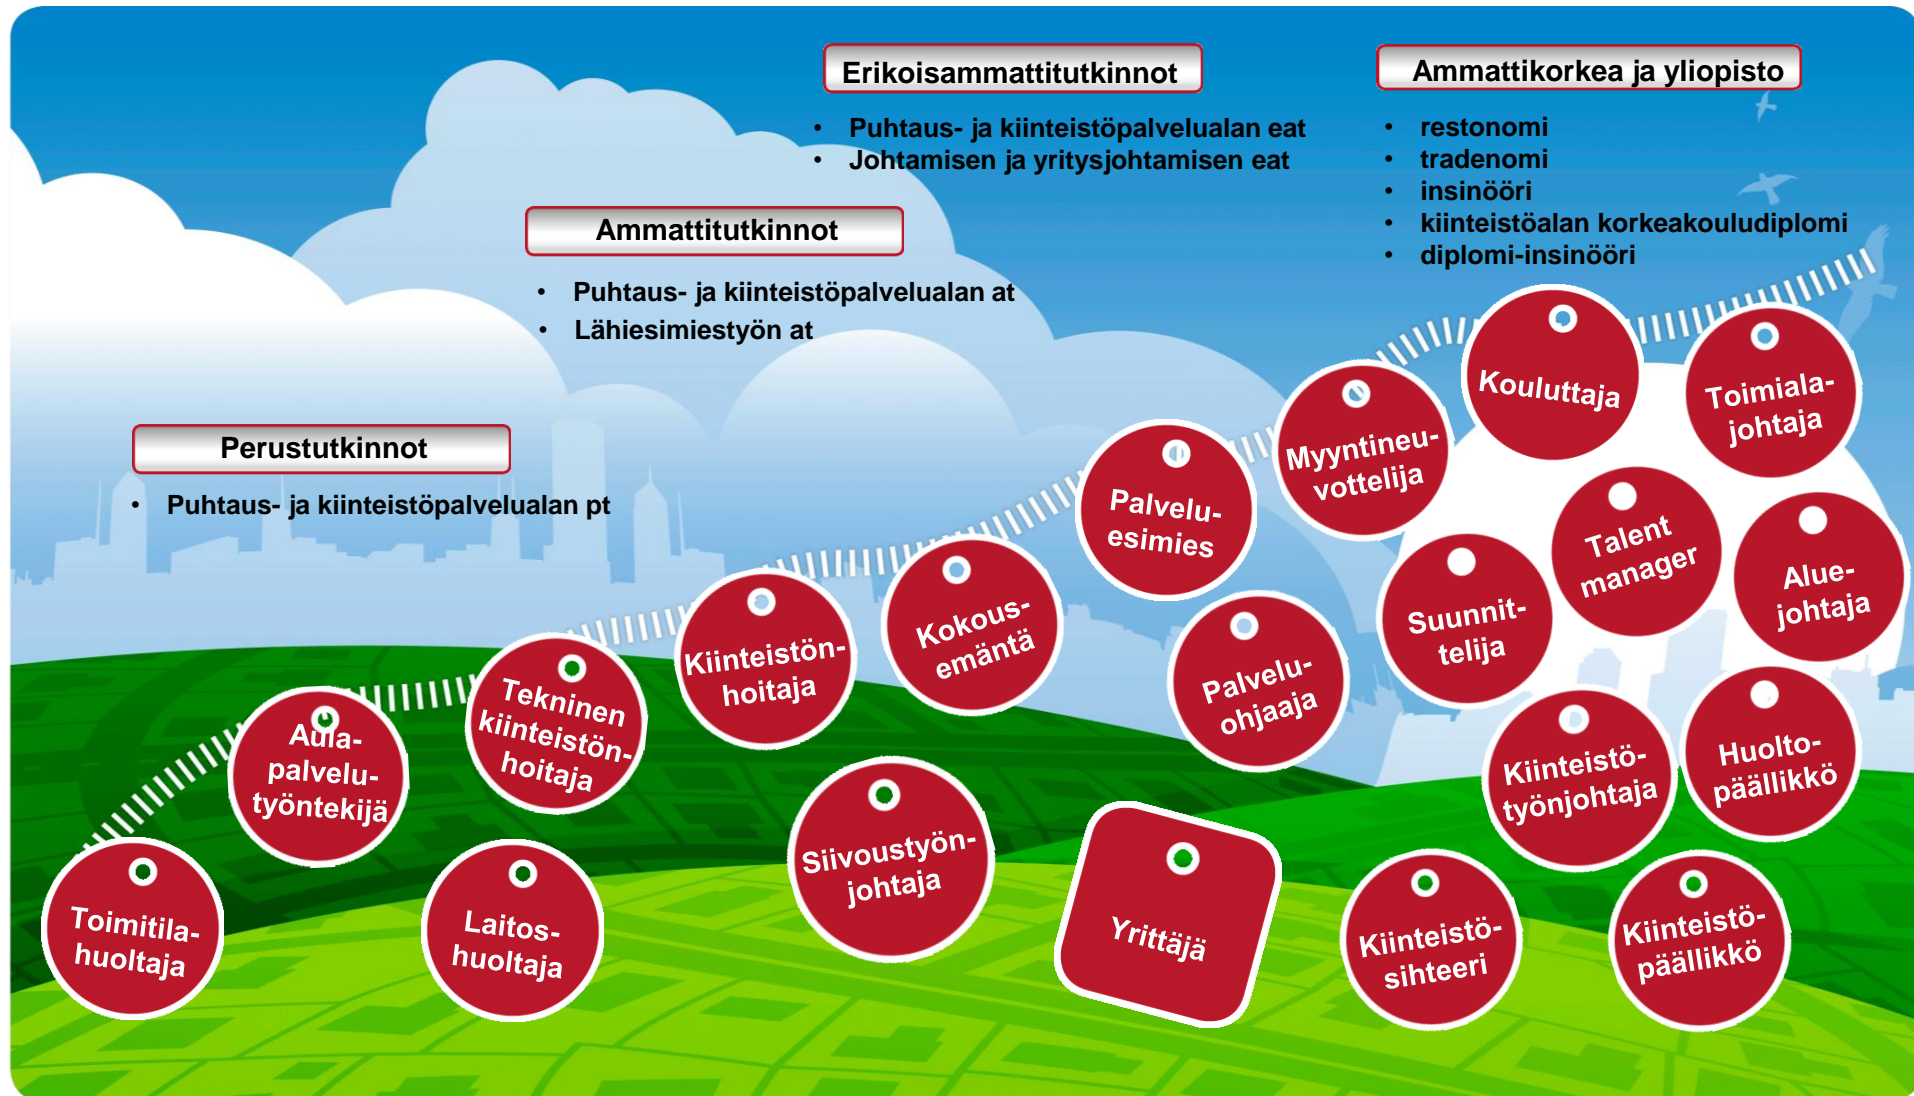 Erikoisammattitutkinnot
• Puhtaus- ja kiinteistöpalvelualan eat
• Johtamisen ja yritysjohtamisen eat
Ammattikorkea ja yliopisto
• restonomi
• tradenomi
• insinööri
• kiinteistöalan korkeakouludiplomi
• diplomi-insinööri
Ammattitutkinnot
• Puhtaus- ja kiinteistöpalvelualan at
• Lähiesimiestyön at
Perustutkinnot
• Puhtaus- ja kiinteistöpalvelualan pt
Toimitila-
huoltaja
Aula-
palvelu-
työntekijä
Laitos-
huoltaja
Tekninen
kiinteistön-
hoitaja
Kiinteistön-
hoitaja
Kokous-
emäntä
Siivoustyön-
johtaja
Palvelu-
esimies
Palvelu-
ohjaaja
Yrittäjä
Myyntineu-
vottelija
Kouluttaja
Toimiala-
johtaja
Suunnit-
telija
Talent
manager
Alue-
johtaja
Kiinteistö-
työnjohtaja
Huolto-
päällikkö
Kiinteistö-
sihteeri
Kiinteistö-
päällikkö